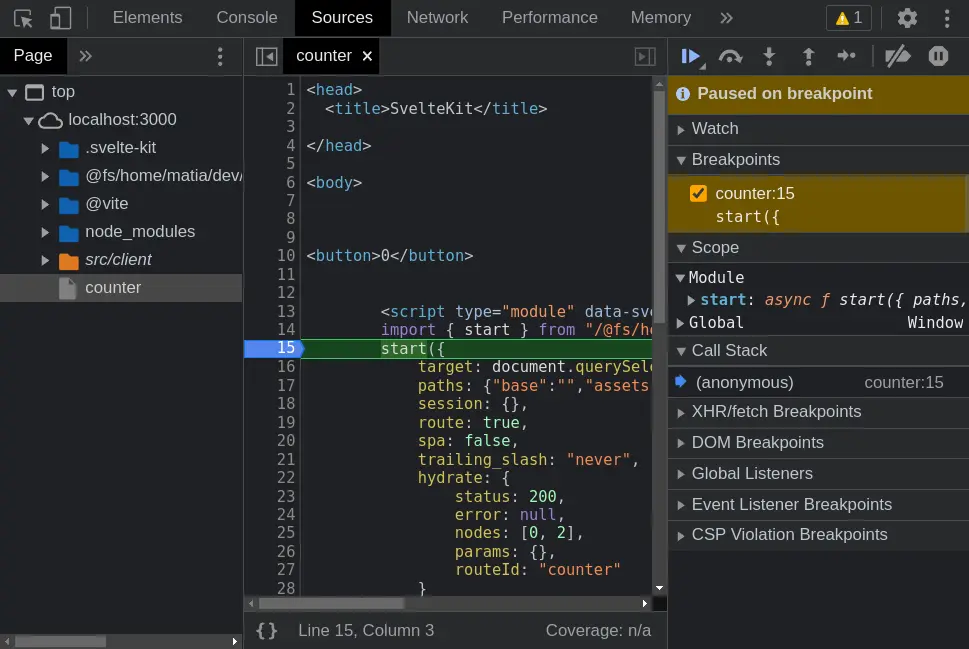 Elements Console Sources Network Performance Memory » 1
Page »
top
localhost:3000
.svelte-kit
@fs/home/matia/dev/
@vite
node_modules
src/client
counter
counter ×
1 <head>
2 <title>SvelteKit</title>
3
4 </head>
5
6 <body>
7
8
9
10 <button>0</button>
11
12
13 <script type="module" data-sve
14 import { start } from "/@fs/ho
15 start({
16 target: document.querySele
17 paths: {"base":"","assets
18 session: {},
19 route: true,
20 spa: false,
21 trailing_slash: "never",
22 hydrate: {
23 status: 200,
24 error: null,
25 nodes: [0, 2],
26 params: {},
27 routeId: "counter"
28 }
{} Line 15, Column 3 Coverage: n/a
Paused on breakpoint
Watch
Breakpoints
counter:15
start({
Scope
Module
start: async ƒ start({ paths,
Global Window
Call Stack
(anonymous) counter:15
XHR/fetch Breakpoints
DOM Breakpoints
Global Listeners
Event Listener Breakpoints
CSP Violation Breakpoints